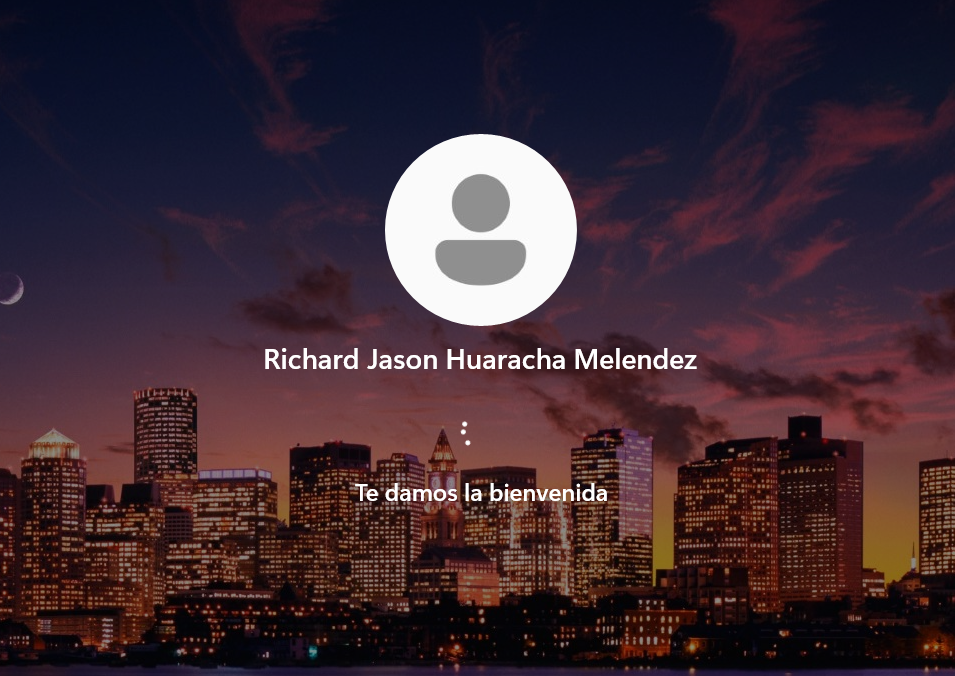 Richard Jason Huaracha Melendez
Te damos la bienvenida